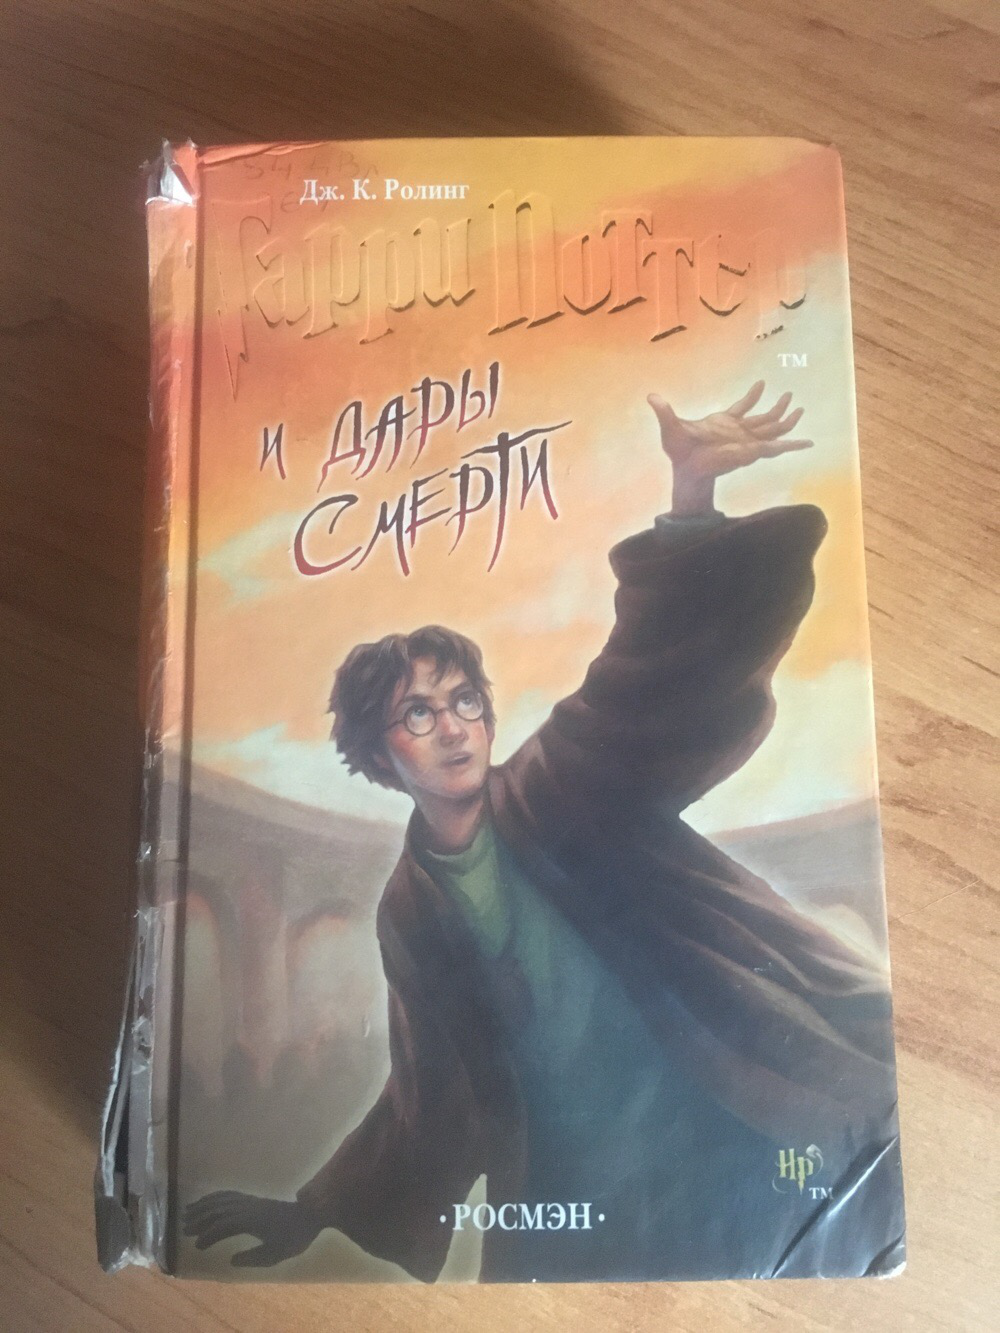 Дж. К. Ролинг
Гарри Поттер
TM
и ДАРЫ
СМЕРТИ
HP
TM
· РОСМЭН ·